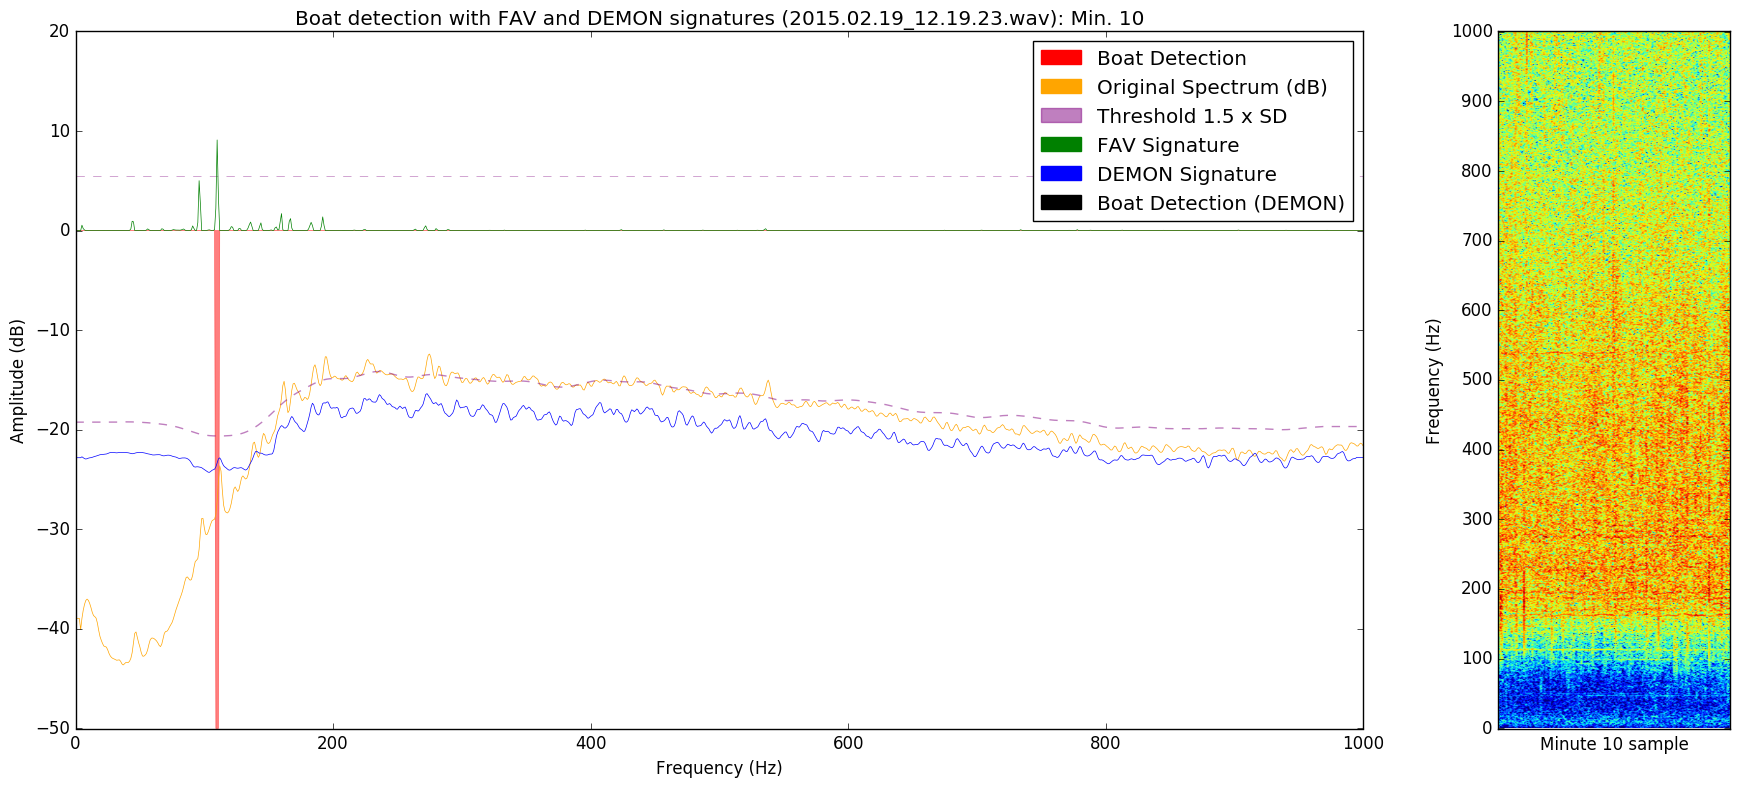 Boat detection with FAV and DEMON signatures (2015.02.19_12.19.23.wav): Min. 10
Amplitude (dB)
20
10
0
−10
−20
−30
−40
−50
Boat Detection
Original Spectrum (dB)
Threshold 1.5 x SD
FAV Signature
DEMON Signature
Boat Detection (DEMON)
0 200 400 600 800 1000
Frequency (Hz)
Frequency (Hz)
1000
900
800
700
600
500
400
300
200
100
0
Minute 10 sample